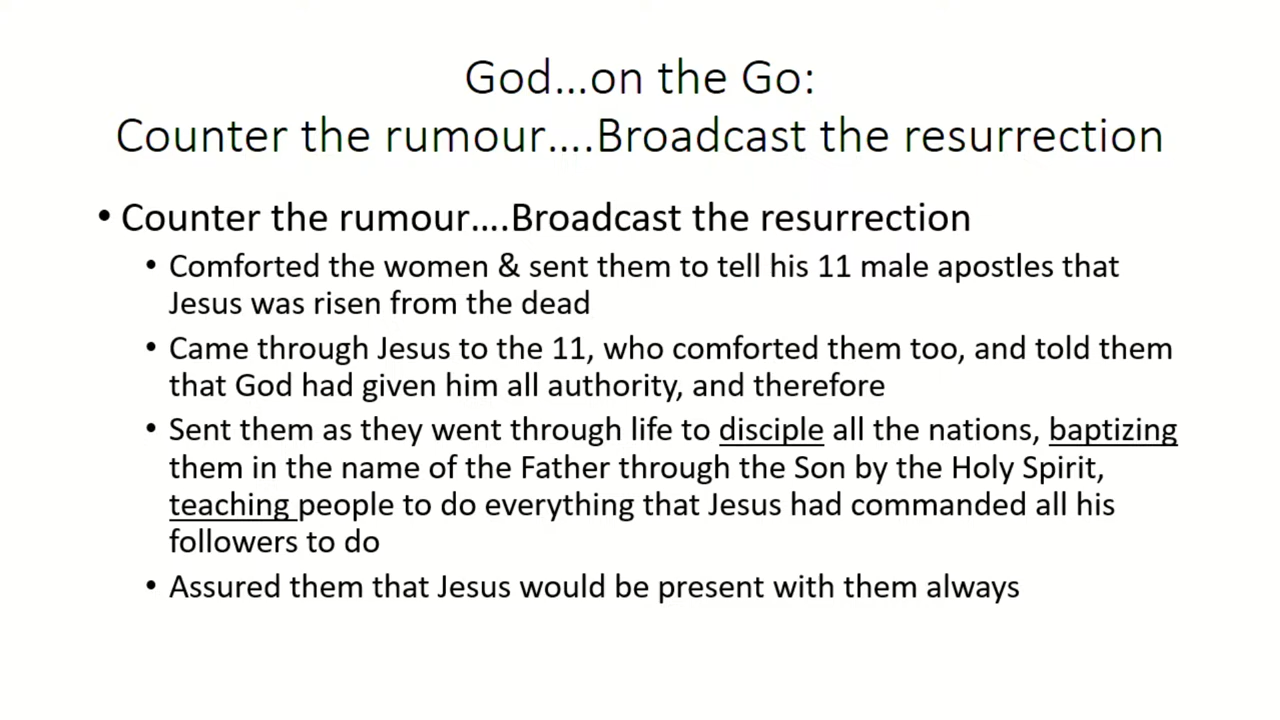 God...on the Go:
Counter the rumour....Broadcast the resurrection
• Counter the rumour....Broadcast the resurrection
• Comforted the women & sent them to tell his 11 male apostles that
Jesus was risen from the dead
• Came through Jesus to the 11, who comforted them too, and told them
that God had given him all authority, and therefore
• Sent them as they went through life to disciple all the nations, baptizing
them in the name of the Father through the Son by the Holy Spirit,
teaching people to do everything that Jesus had commanded all his
followers to do
• Assured them that Jesus would be present with them always